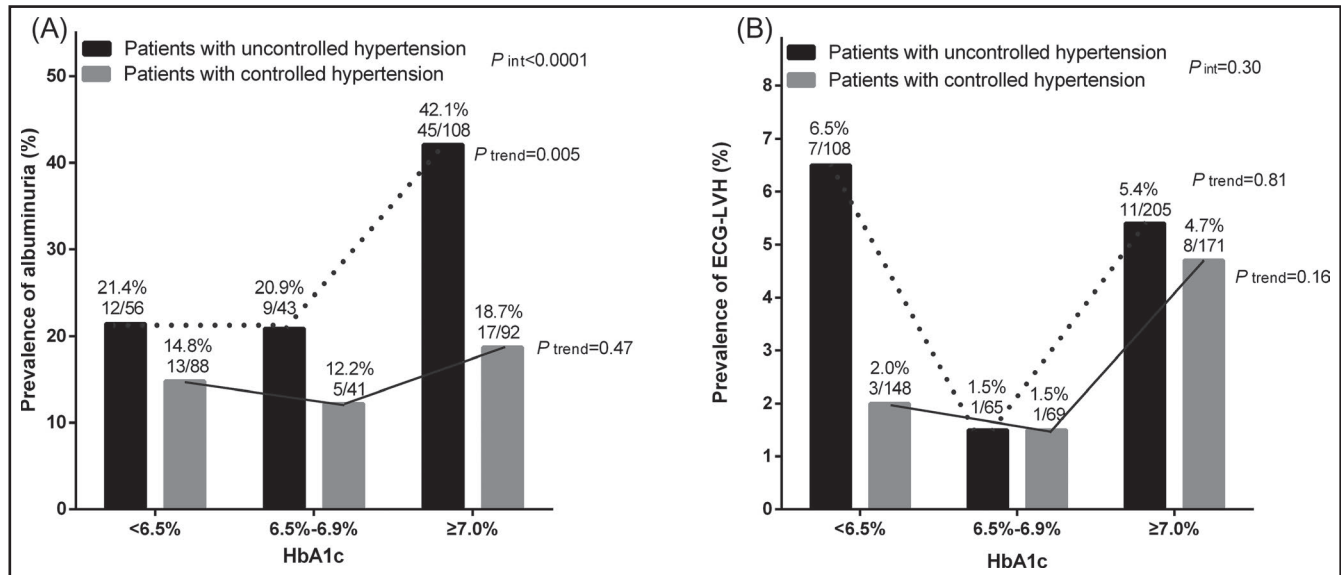 (A)
Patients with uncontrolled hypertension
Patients with controlled hypertension
P int<0.0001
Prevalence of albuminuria (%)
50
40
30
20
10
0
21.4%
12/56
14.8%
13/88
20.9%
9/43
12.2%
5/41
42.1%
45/108
18.7%
17/92
P trend=0.005
P trend=0.47
<6.5%
6.5%-6.9%
≥7.0%
HbA1c
(B)
Patients with uncontrolled hypertension
Patients with controlled hypertension
P int=0.30
Prevalence of ECG-LVH (%)
8
7
6
5
4
3
2
1
0
6.5%
7/108
2.0%
3/148
1.5%
1/65
1.5%
1/69
5.4%
11/205
4.7%
8/171
P trend=0.81
P trend=0.16
<6.5%
6.5%-6.9%
≥7.0%
HbA1c